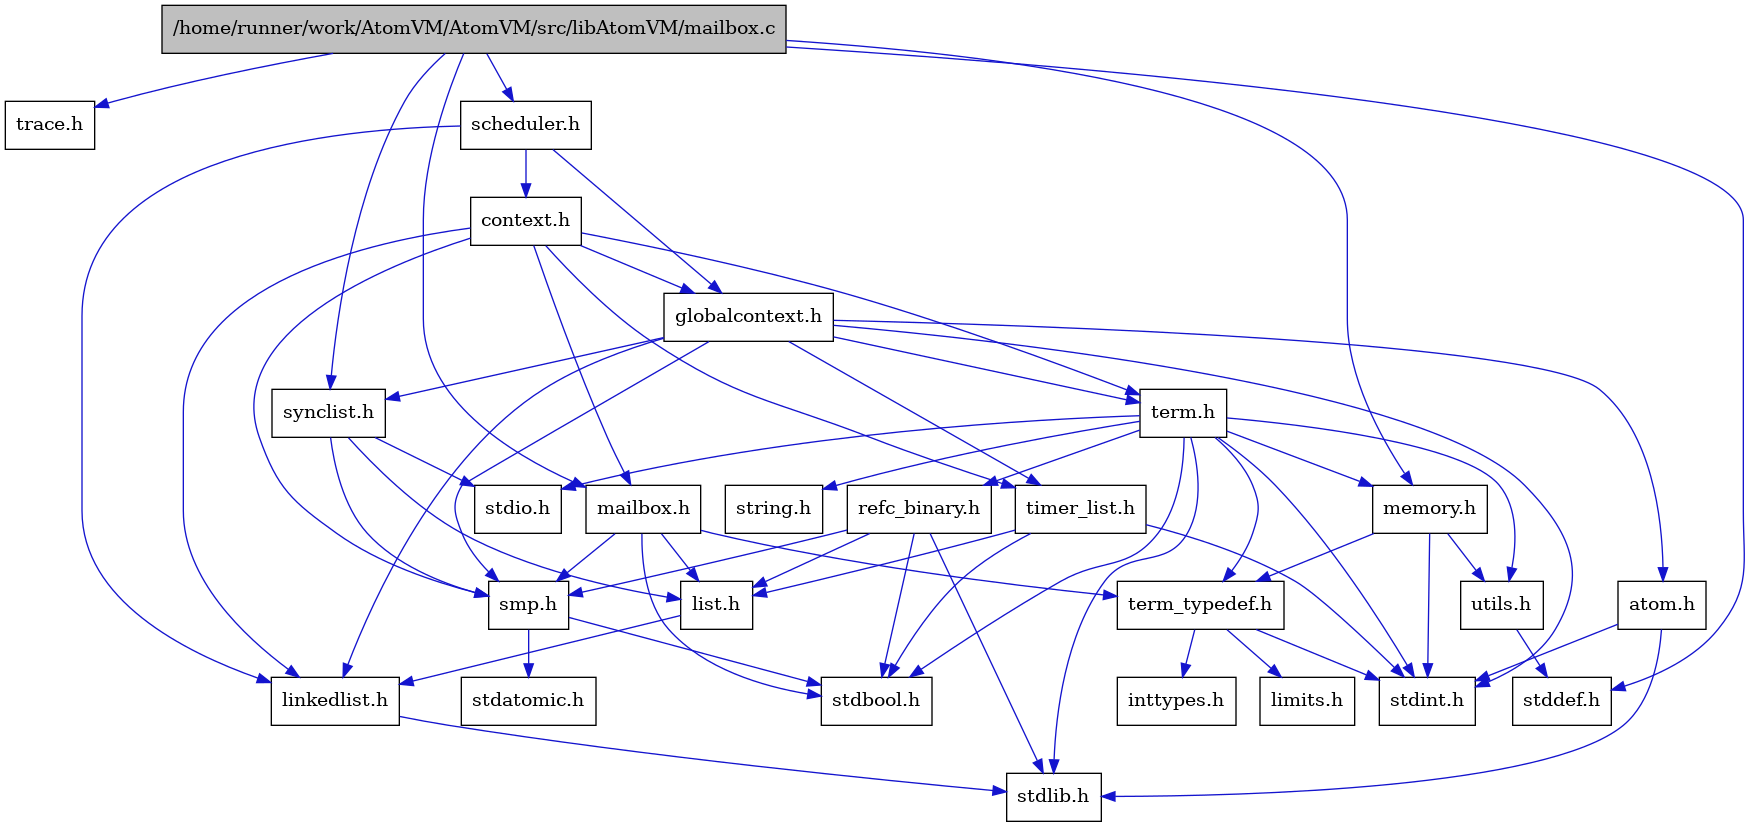 /home/runner/work/AtomVM/AtomVM/src/libAtomVM/mailbox.c
trace.h
scheduler.h
context.h
globalcontext.h
synclist.h
term.h
stdio.h
mailbox.h
string.h
refc_binary.h
timer_list.h
memory.h
smp.h
list.h
term_typedef.h
utils.h
atom.h
linkedlist.h
stdatomic.h
stdbool.h
inttypes.h
limits.h
stdint.h
stddef.h
stdlib.h